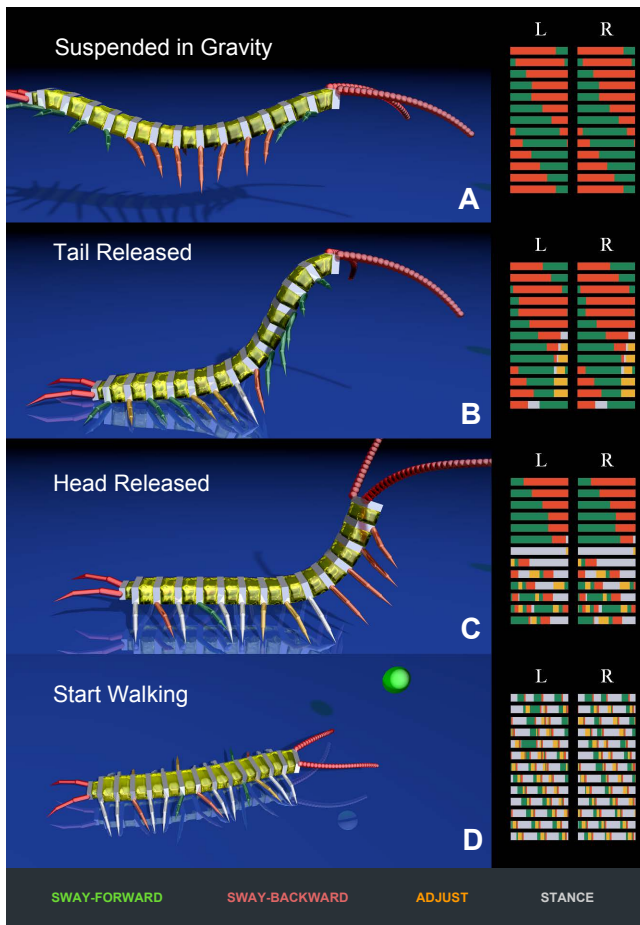 Suspended in Gravity
L R
A
Tail Released
L R
B
Head Released
L R
C
Start Walking
L R
D
SWAY-FORWARD SWAY-BACKWARD ADJUST STANCE